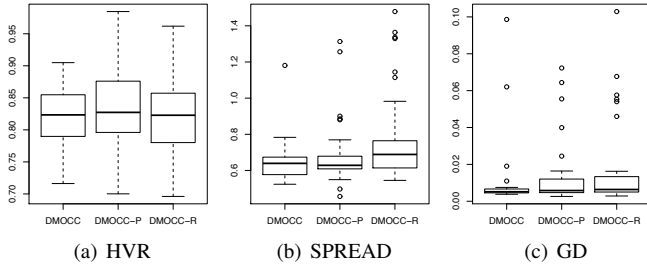 0.95
0.90
0.85
0.80
0.75
0.70
DMOCC DMOCC-P DMOCC-R
(a) HVR
1.4
1.2
1.0
0.8
0.6
DMOCC DMOCC-P DMOCC-R
(b) SPREAD
0.10
0.08
0.06
0.04
0.02
0.00
DMOCC DMOCC-P DMOCC-R
(c) GD